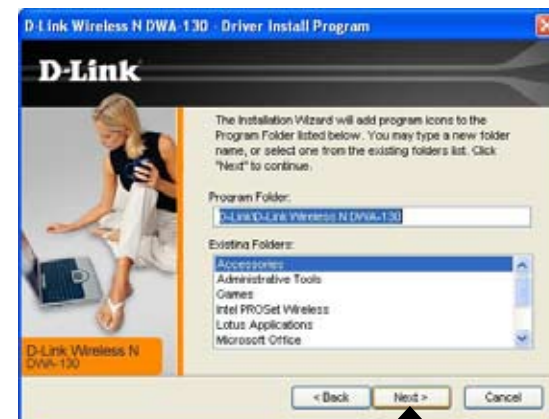 D-Link Wireless N DWA-130 - Driver Install Program
D-Link
The Installation Wizard will add program icons to the
Program Folder listed below. You may type a new folder
name, or select one from the existing folders list. Click
"Next" to continue.
Program Folder:
D-Link\D-Link Wireless N DWA-130
Existing Folders:
Accessories
Administrative Tools
Games
Intel PROSet Wireless
Lotus Applications
Microsoft Office
D-Link Wireless N
DWA-130
< Back
Next >
Cancel